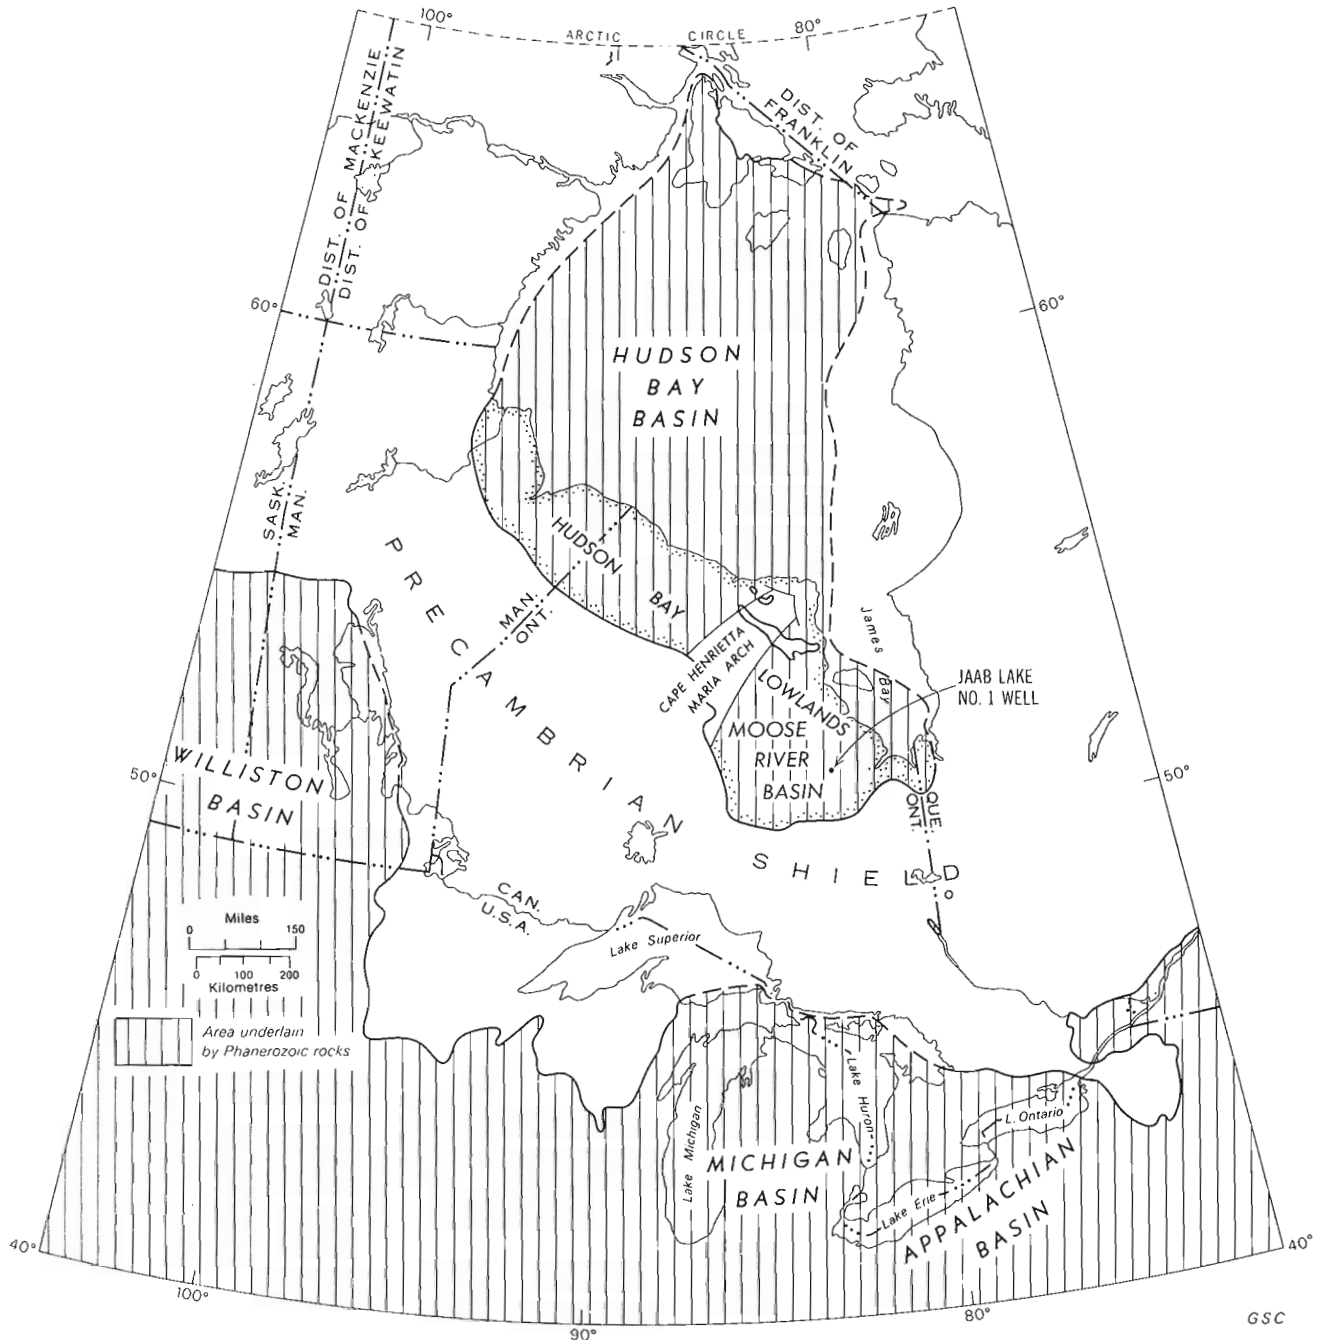 100°
ARCTIC CIRCLE
80°
DIST. OF MACKENZIE
DIST. OF KEEWATIN
DIST. OF
FRANKLIN
60°
60°
HUDSON
BAY
BASIN
SASK.
MAN.
HUDSON
BAY
LOWLANDS
MAN.
ONT.
PRECAMBRIAN
SHIELD
CAPE HENRIETTA
MARIA ARCH
James
Bay
JAAB LAKE
NO. 1 WELL
MOOSE
RIVER
BASIN
50°
50°
WILLISTON
BASIN
QUE.
ONT.
CAN.
U.S.A.
Lake Superior
Miles
0 150
0 100 200
Kilometres
Area underlain
by Phanerozoic rocks
Lake Michigan
Lake Huron
L. Ontario
Lake Erie
MICHIGAN
BASIN
APPALACHIAN
BASIN
40°
40°
100°
90°
80°
GSC